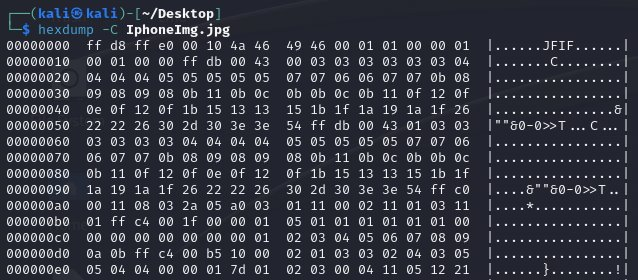 ┌──(kali㉿kali)-[~/Desktop]
└─$ hexdump -C IphoneImg.jpg
00000000  ff d8 ff e0 00 10 4a 46  49 46 00 01 01 00 00 01  |......JFIF......|
00000010  00 01 00 00 ff db 00 43  00 03 03 03 03 03 03 04  |.......C........|
00000020  04 04 04 05 05 05 05 05  07 07 06 06 07 07 0b 08  |................|
00000030  09 08 09 08 0b 11 0b 0c  0b 0b 0c 0b 11 0f 12 0f  |................|
00000040  0e 0f 12 0f 1b 15 13 13  15 1b 1f 1a 19 1a 1f 26  |...............&|
00000050  22 22 26 30 2d 30 3e 3e  54 ff db 00 43 01 03 03  |""&0-0>>T...C...|
00000060  03 03 03 03 04 04 04 04  05 05 05 05 05 07 07 06  |................|
00000070  06 07 07 0b 08 09 08 09  08 0b 11 0b 0c 0b 0b 0c  |................|
00000080  0b 11 0f 12 0f 0e 0f 12  0f 1b 15 13 13 15 1b 1f  |................|
00000090  1a 19 1a 1f 26 22 22 26  30 2d 30 3e 3e 54 ff c0  |....&""&0-0>>T..|
000000a0  00 11 08 03 2a 05 a0 03  01 11 00 02 11 01 03 11  |....*...........|
000000b0  01 ff c4 00 1f 00 00 01  05 01 01 01 01 01 01 00  |................|
000000c0  00 00 00 00 00 00 00 01  02 03 04 05 06 07 08 09  |................|
000000d0  0a 0b ff c4 00 b5 10 00  02 01 03 03 02 04 03 05  |................|
000000e0  05 04 04 00 00 01 7d 01  02 03 00 04 11 05 12 21  |......}........!|